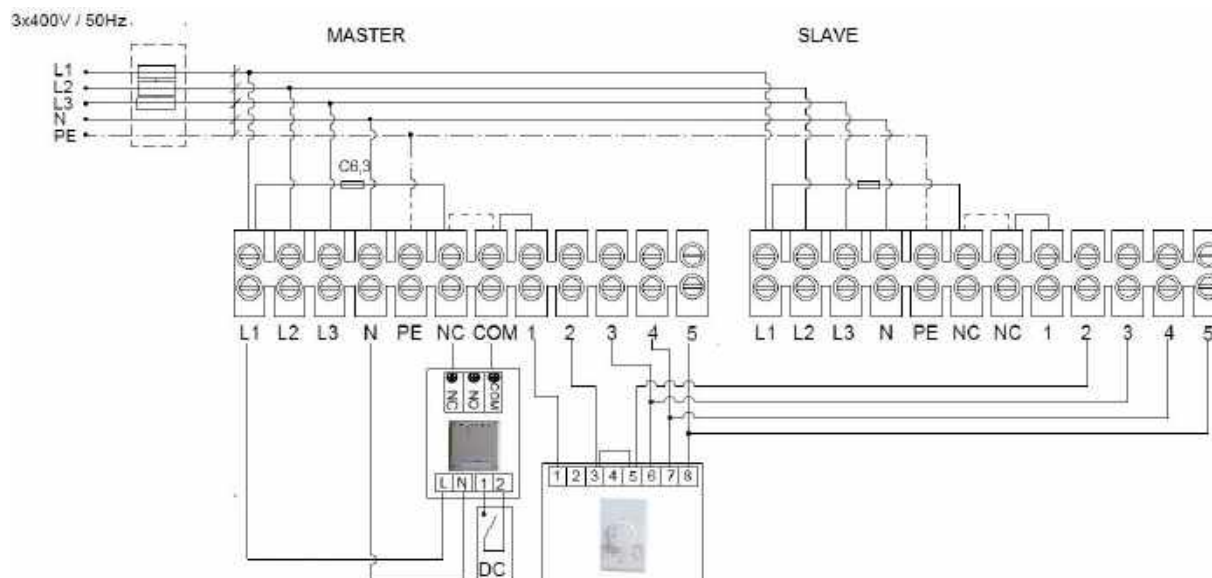 3x400V / 50Hz
MASTER
SLAVE
L1
L2
L3
N
PE
C6,3
L1 L2 L3 N PE NC COM 1 2 3 4 5
L1 L2 L3 N PE NC NC 1 2 3 4 5
NC NO COM
L N 1 2
1 2 3 4 5 6 7 8
DC